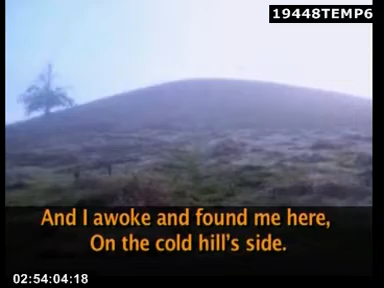 19448TEMP6
And I awoke and found me here,
On the cold hill's side.
02:54:04:18